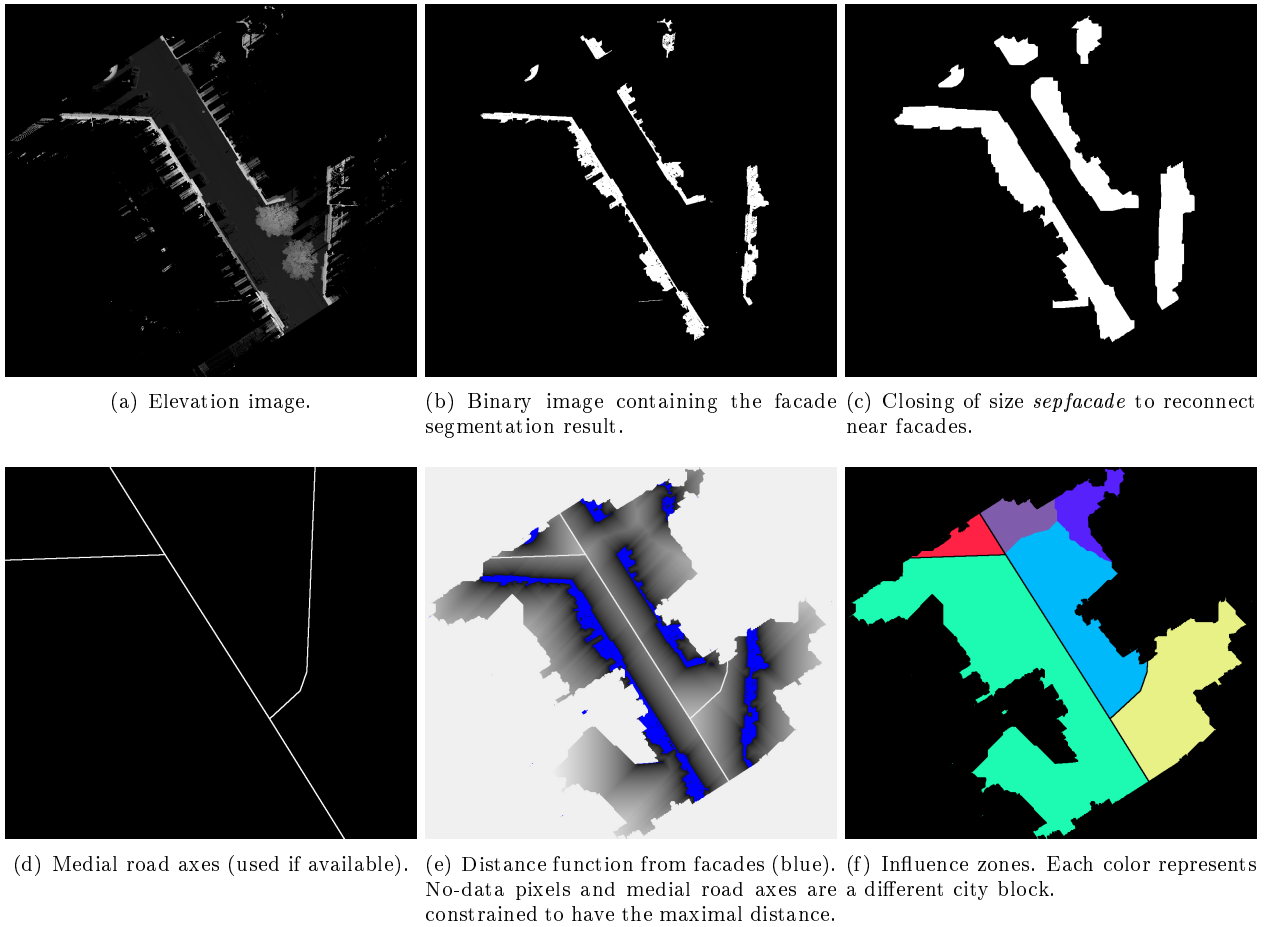 (a) Elevation image.
(b) Binary image containing the facade
segmentation result.
(c) Closing of size sepfacade to reconnect
near facades.
(d) Medial road axes (used if available).
(e) Distance function from facades (blue).
No-data pixels and medial road axes are
constrained to have the maximal distance.
(f) Influence zones. Each color represents
a different city block.